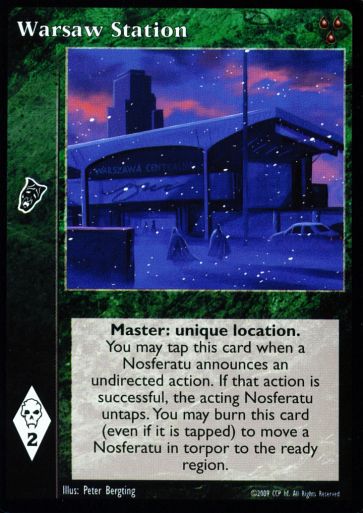 Warsaw Station
WARSZAWA CENTRALNA
Master: unique location.
You may tap this card when a
Nosferatu announces an
undirected action. If that action is
successful, the acting Nosferatu
untaps. You may burn this card
(even if it is tapped) to move a
Nosferatu in torpor to the ready
region.
2
Illus: Peter Bergting
©2009 CCP hf. All Rights Reserved